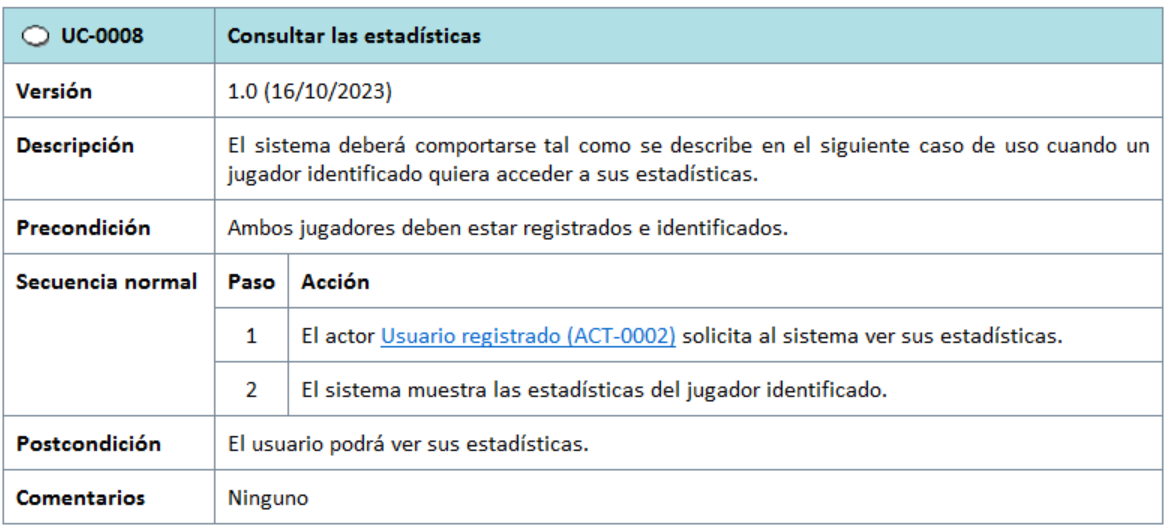 UC-0008 Consultar las estadísticas
Versión 1.0 (16/10/2023)
Descripción El sistema deberá comportarse tal como se describe en el siguiente caso de uso cuando un
jugador identificado quiera acceder a sus estadísticas.
Precondición Ambos jugadores deben estar registrados e identificados.
Secuencia normal Paso Acción
1 El actor Usuario registrado (ACT-0002) solicita al sistema ver sus estadísticas.
2 El sistema muestra las estadísticas del jugador identificado.
Postcondición El usuario podrá ver sus estadísticas.
Comentarios Ninguno